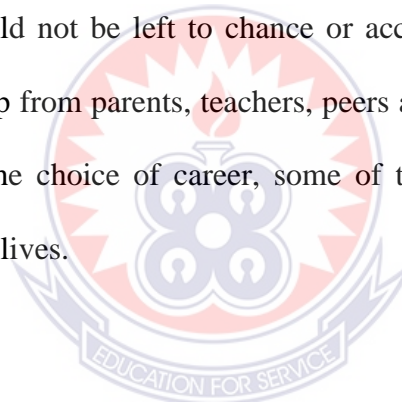 ld not be left to chance or acc
p from parents, teachers, peers a
ne choice of career, some of t
lives.
EDUCATION FOR SERVICE